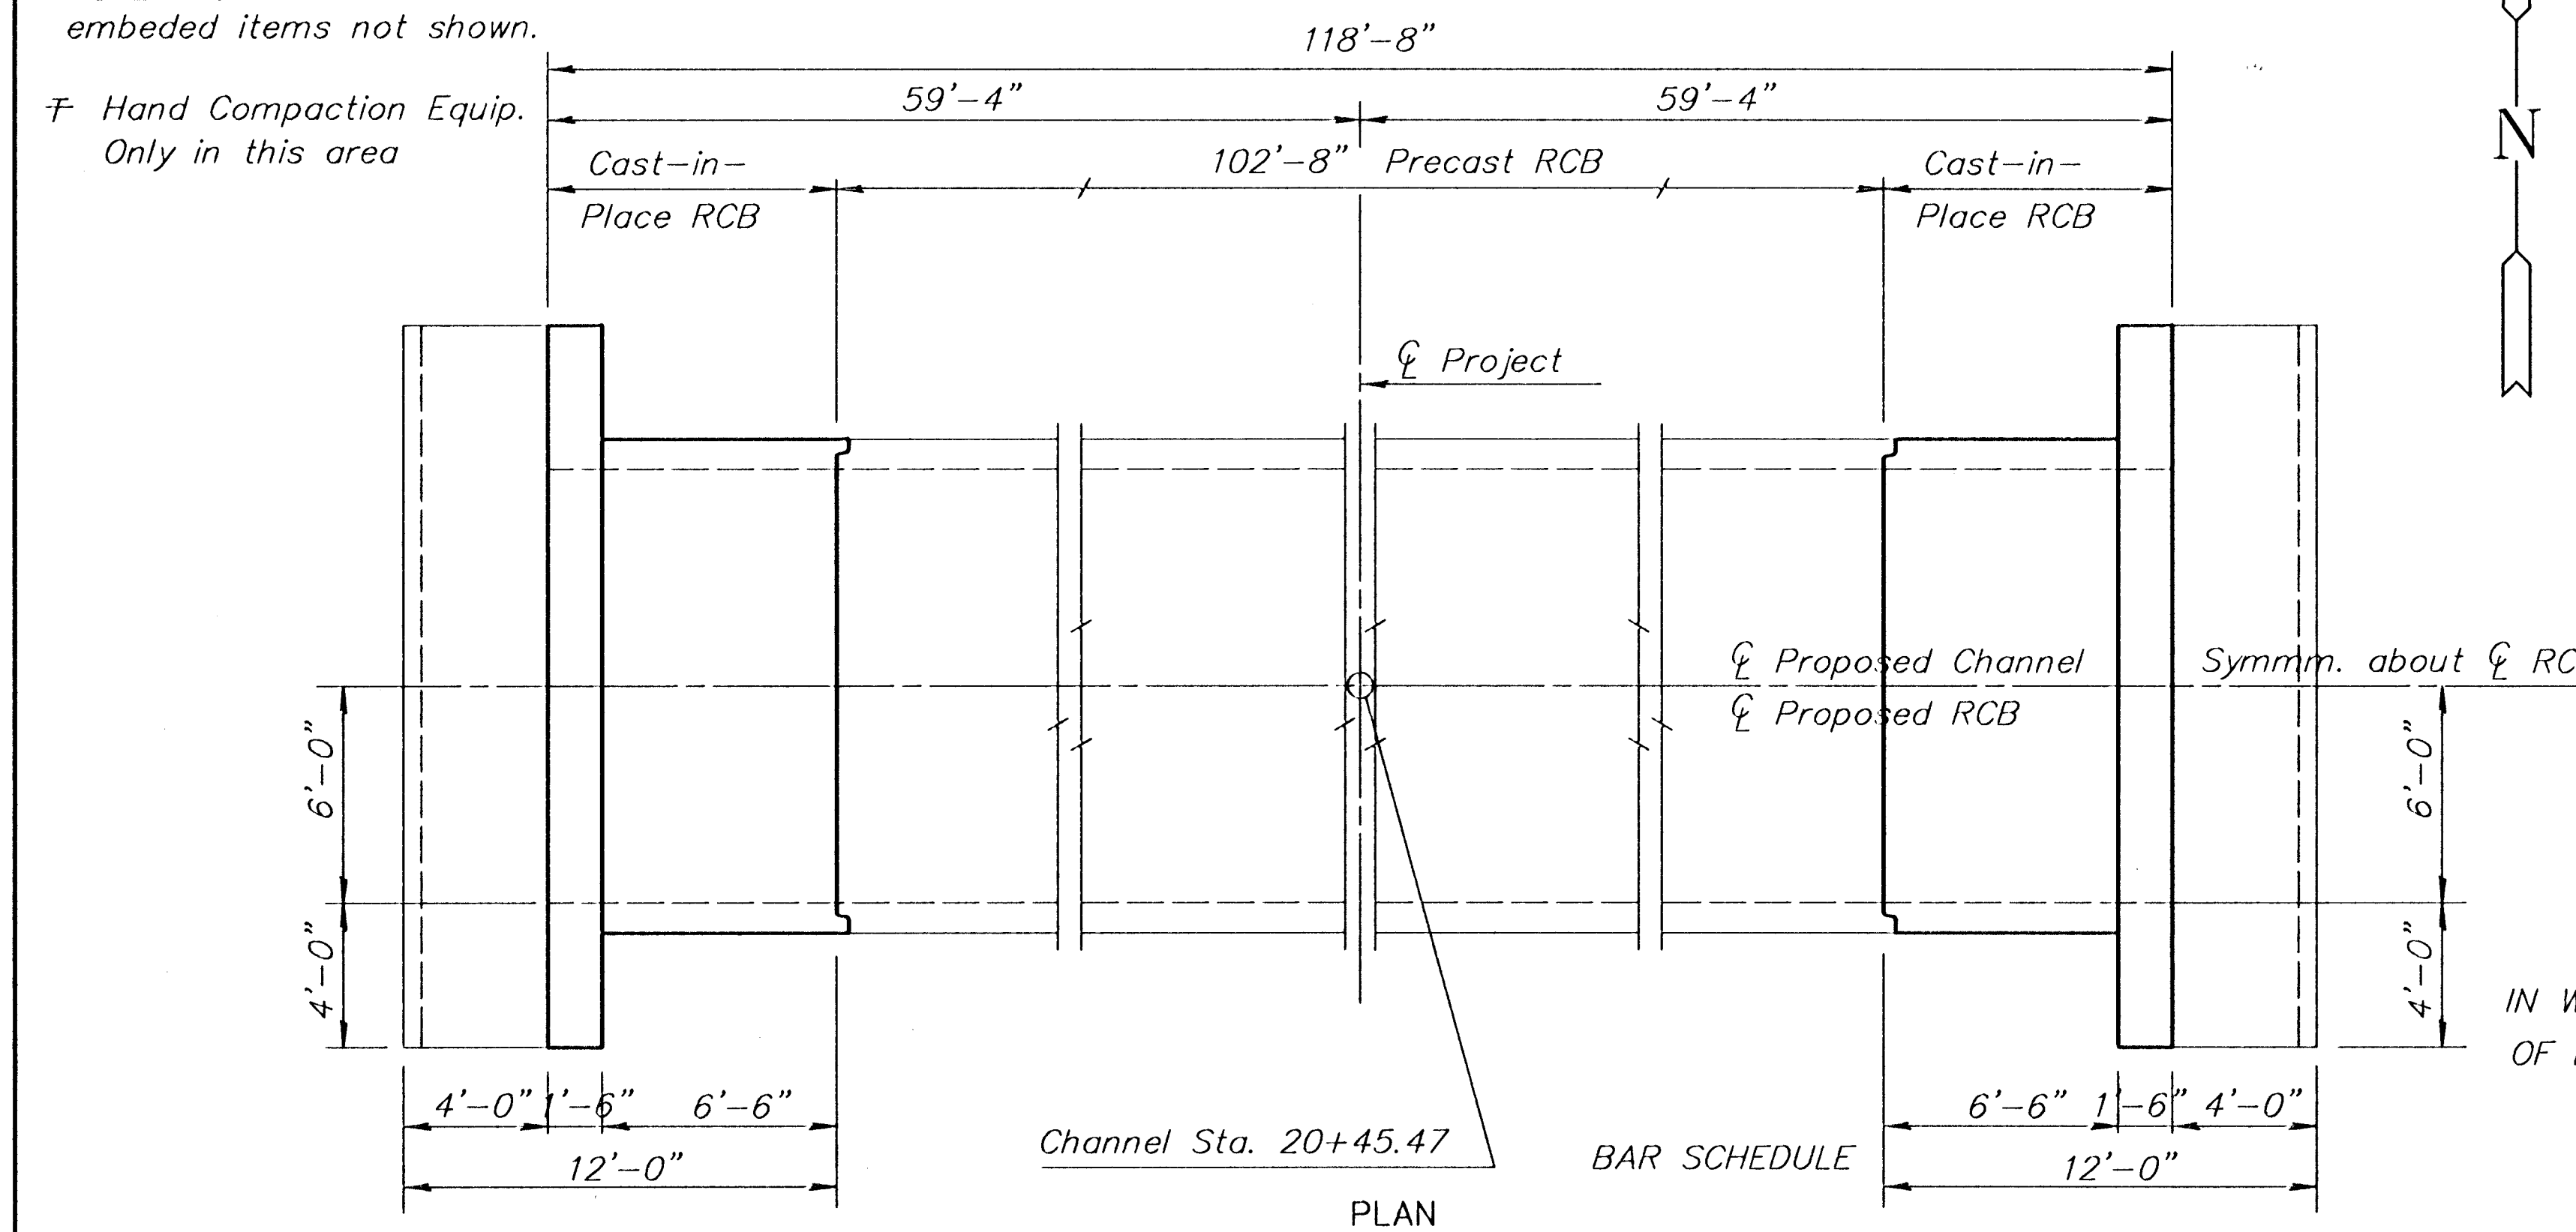 embeded items not shown.
Ŧ Hand Compaction Equip.
Only in this area
118'-8"
59'-4"
59'-4"
Cast-in-
Place RCB
102'-8" Precast RCB
Cast-in-
Place RCB
N
℄ Project
℄ Proposed Channel
℄ Proposed RCB
Symmm. about ℄
6'-0"
4'-0"
6'-0"
4'-0"
IN
OF
4'-0" 1'-6" 6'-6"
12'-0"
Channel Sta. 20+45.47
BAR SCHEDULE
6'-6" 1'-6" 4'-0"
12'-0"
PLAN